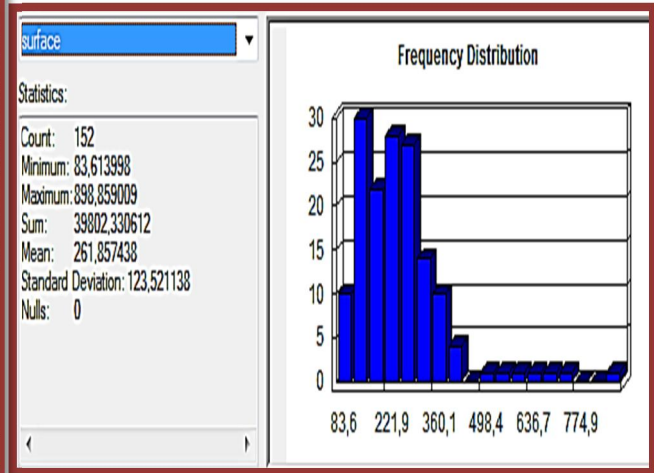 surface
Statistics:
Count: 152
Minimum: 83,613998
Maximum: 898,859009
Sum: 39802,330612
Mean: 261,857438
Standard Deviation: 123,521138
Nulls: 0
Frequency Distribution
30
25
20
15
10
5
0
83,6 221,9 360,1 498,4 636,7 774,9